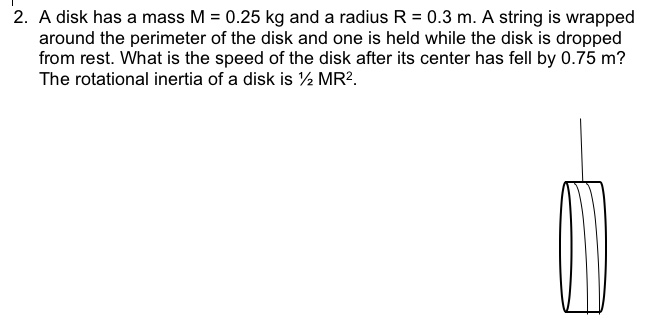 2. A disk has a mass M = 0.25 kg and a radius R = 0.3 m. A string is wrapped
around the perimeter of the disk and one is held while the disk is dropped
from rest. What is the speed of the disk after its center has fell by 0.75 m?
The rotational inertia of a disk is ½ MR².